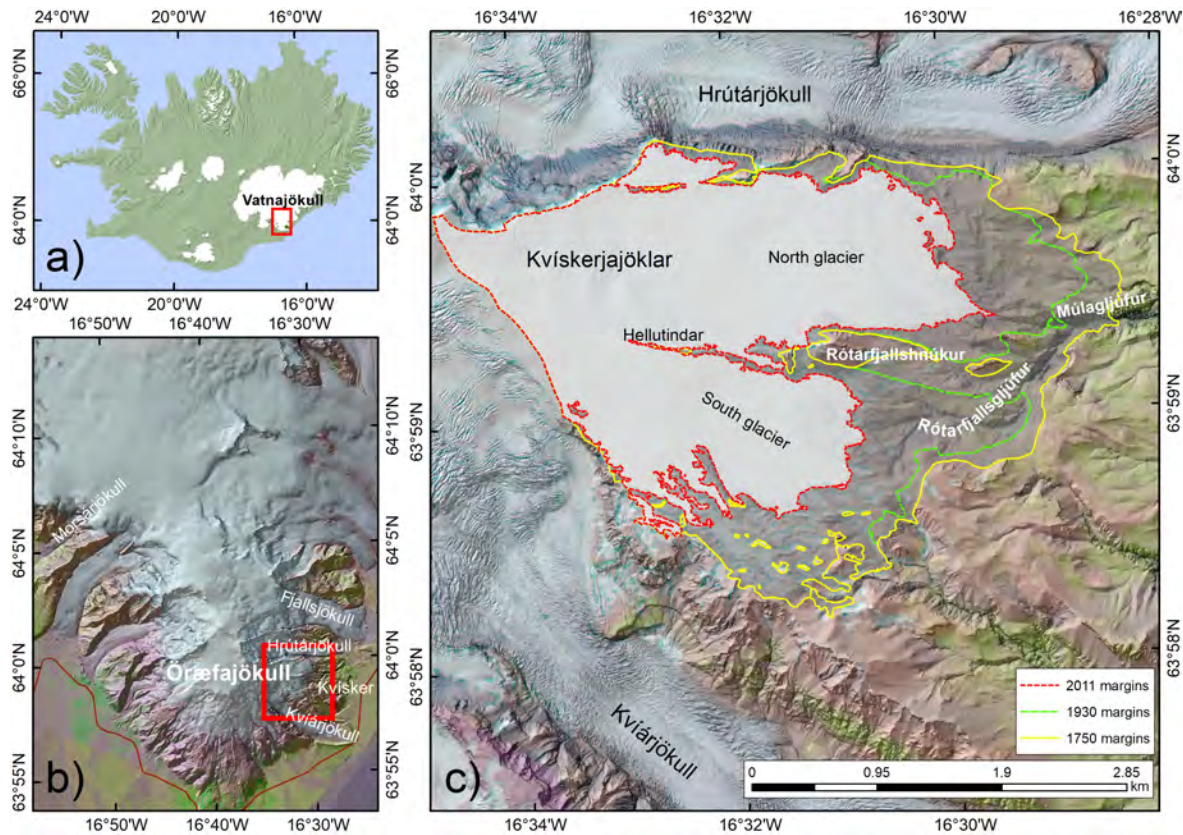 24°0'W
20°0'W
16°0'W
66°N
64°0'N
66°N
64°0'N
Vatnajökull
a)
24°0'W
20°0'W
16°0'W
16°50'W
16°40'W
16°30'W
64°10'N
64°5'N
64°0'N
63°55'N
64°10'N
64°5'N
64°0'N
63°55'N
Morsárjökull
Fjallsjökull
Hrútárjökull
Öræfajökull
Kvísker
Kvíárjökull
b)
16°50'W
16°40'W
16°30'W
16°34'W
16°32'W
16°30'W
16°28'W
64°0'N
63°59'N
63°58'N
64°0'N
63°59'N
63°58'N
Hrútárjökull
Kvískerjajöklar
North glacier
Múlagljúfur
Hellutindar
Rótarfjallshnúkur
Rótarfjallsgljúfur
South glacier
Kvíárjökull
2011 margins
1930 margins
1750 margins
0
0.95
1.9
2.85
km
c)
16°34'W
16°32'W
16°30'W